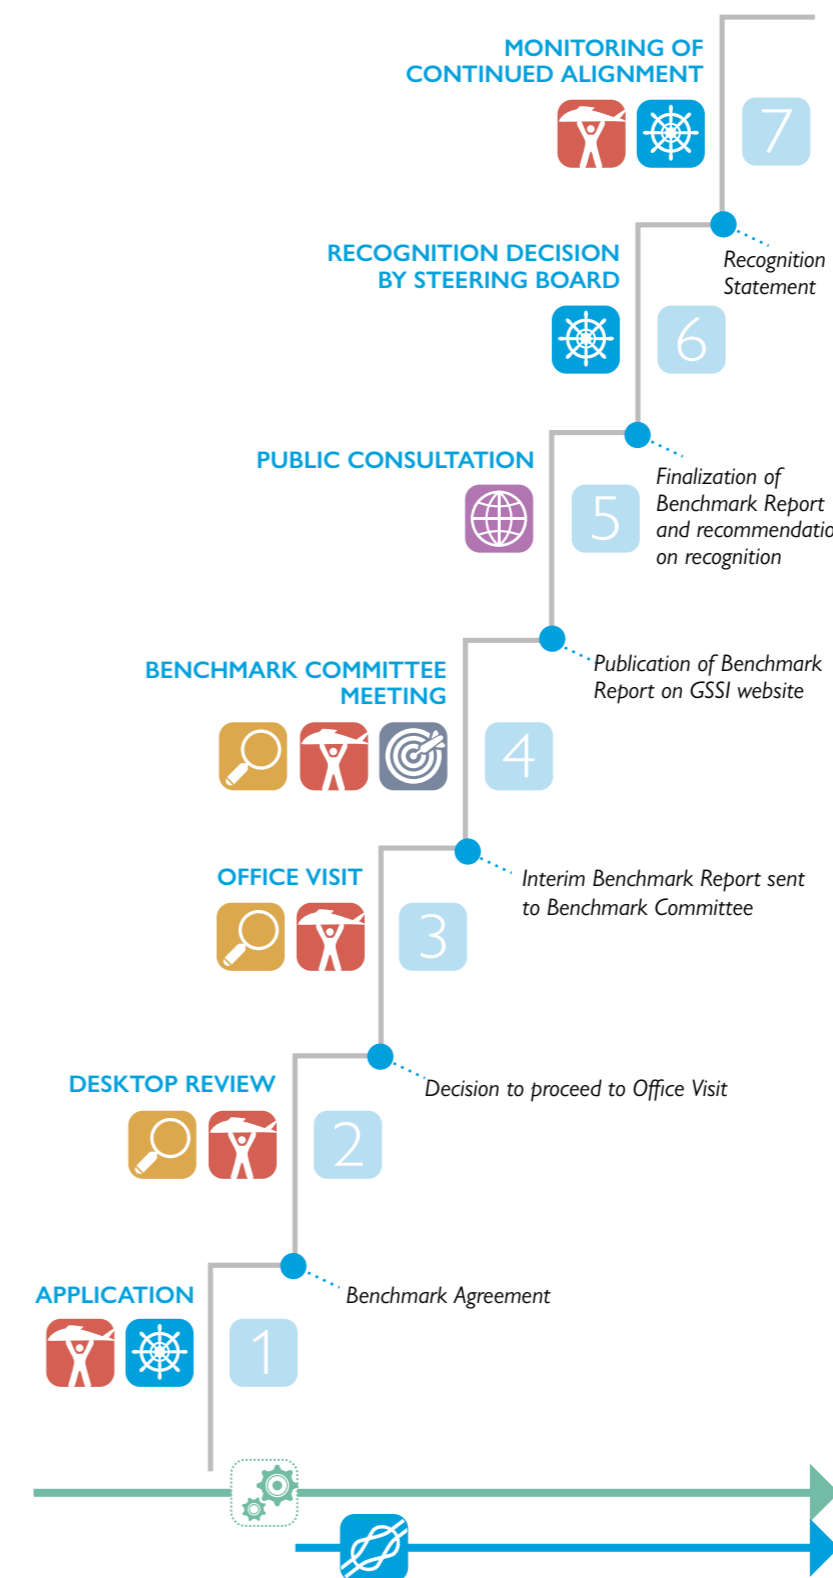 MONITORING OF
CONTINUED ALIGNMENT
7
Recognition
Statement
RECOGNITION DECISION
BY STEERING BOARD
6
Finalization of
Benchmark Report
and recommendatio
on recognition
PUBLIC CONSULTATION
5
Publication of Benchmark
Report on GSSI website
BENCHMARK COMMITTEE
MEETING
4
Interim Benchmark Report sent
to Benchmark Committee
OFFICE VISIT
3
Decision to proceed to Office Visit
DESKTOP REVIEW
2
Benchmark Agreement
APPLICATION
1